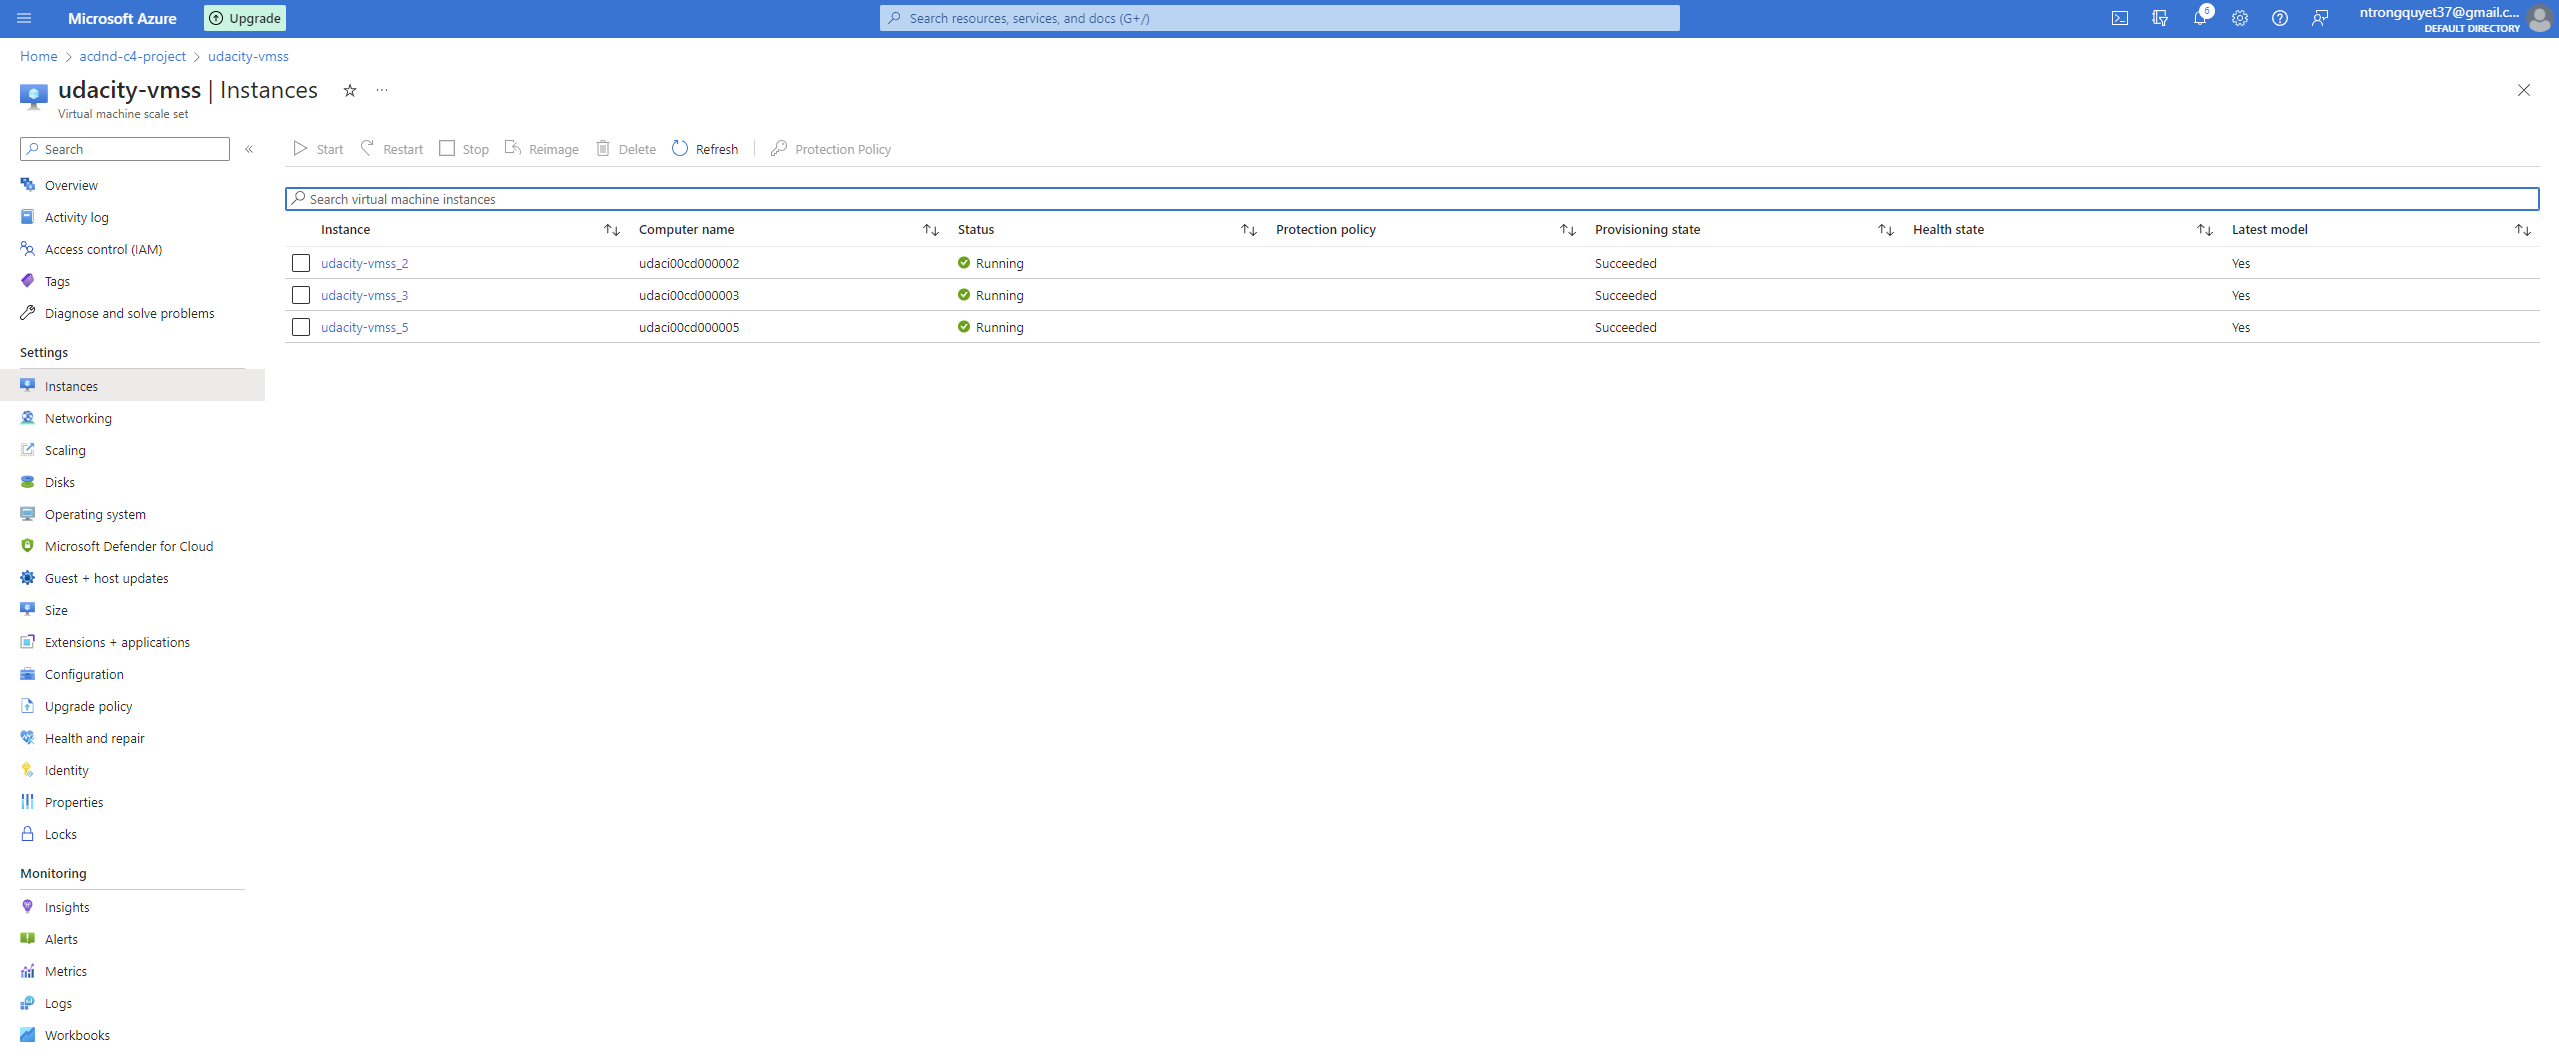 Microsoft Azure
Upgrade
Search resources, services, and docs (G+/)
6
ntrongquyet37@gmail.c...
DEFAULT DIRECTORY
Home > acdnd-c4-project > udacity-vmss
udacity-vmss | Instances ☆ ...
Virtual machine scale set
Search «
Start Restart Stop Reimage Delete Refresh Protection Policy
Search virtual machine instances
Instance Computer name Status Protection policy Provisioning state Health state Latest model
udacity-vmss_2 udaci00cd000002 Running Succeeded Yes
udacity-vmss_3 udaci00cd000003 Running Succeeded Yes
udacity-vmss_5 udaci00cd000005 Running Succeeded Yes
Overview
Activity log
Access control (IAM)
Tags
Diagnose and solve problems
Settings
Instances
Networking
Scaling
Disks
Operating system
Microsoft Defender for Cloud
Guest + host updates
Size
Extensions + applications
Configuration
Upgrade policy
Health and repair
Identity
Properties
Locks
Monitoring
Insights
Alerts
Metrics
Logs
Workbooks